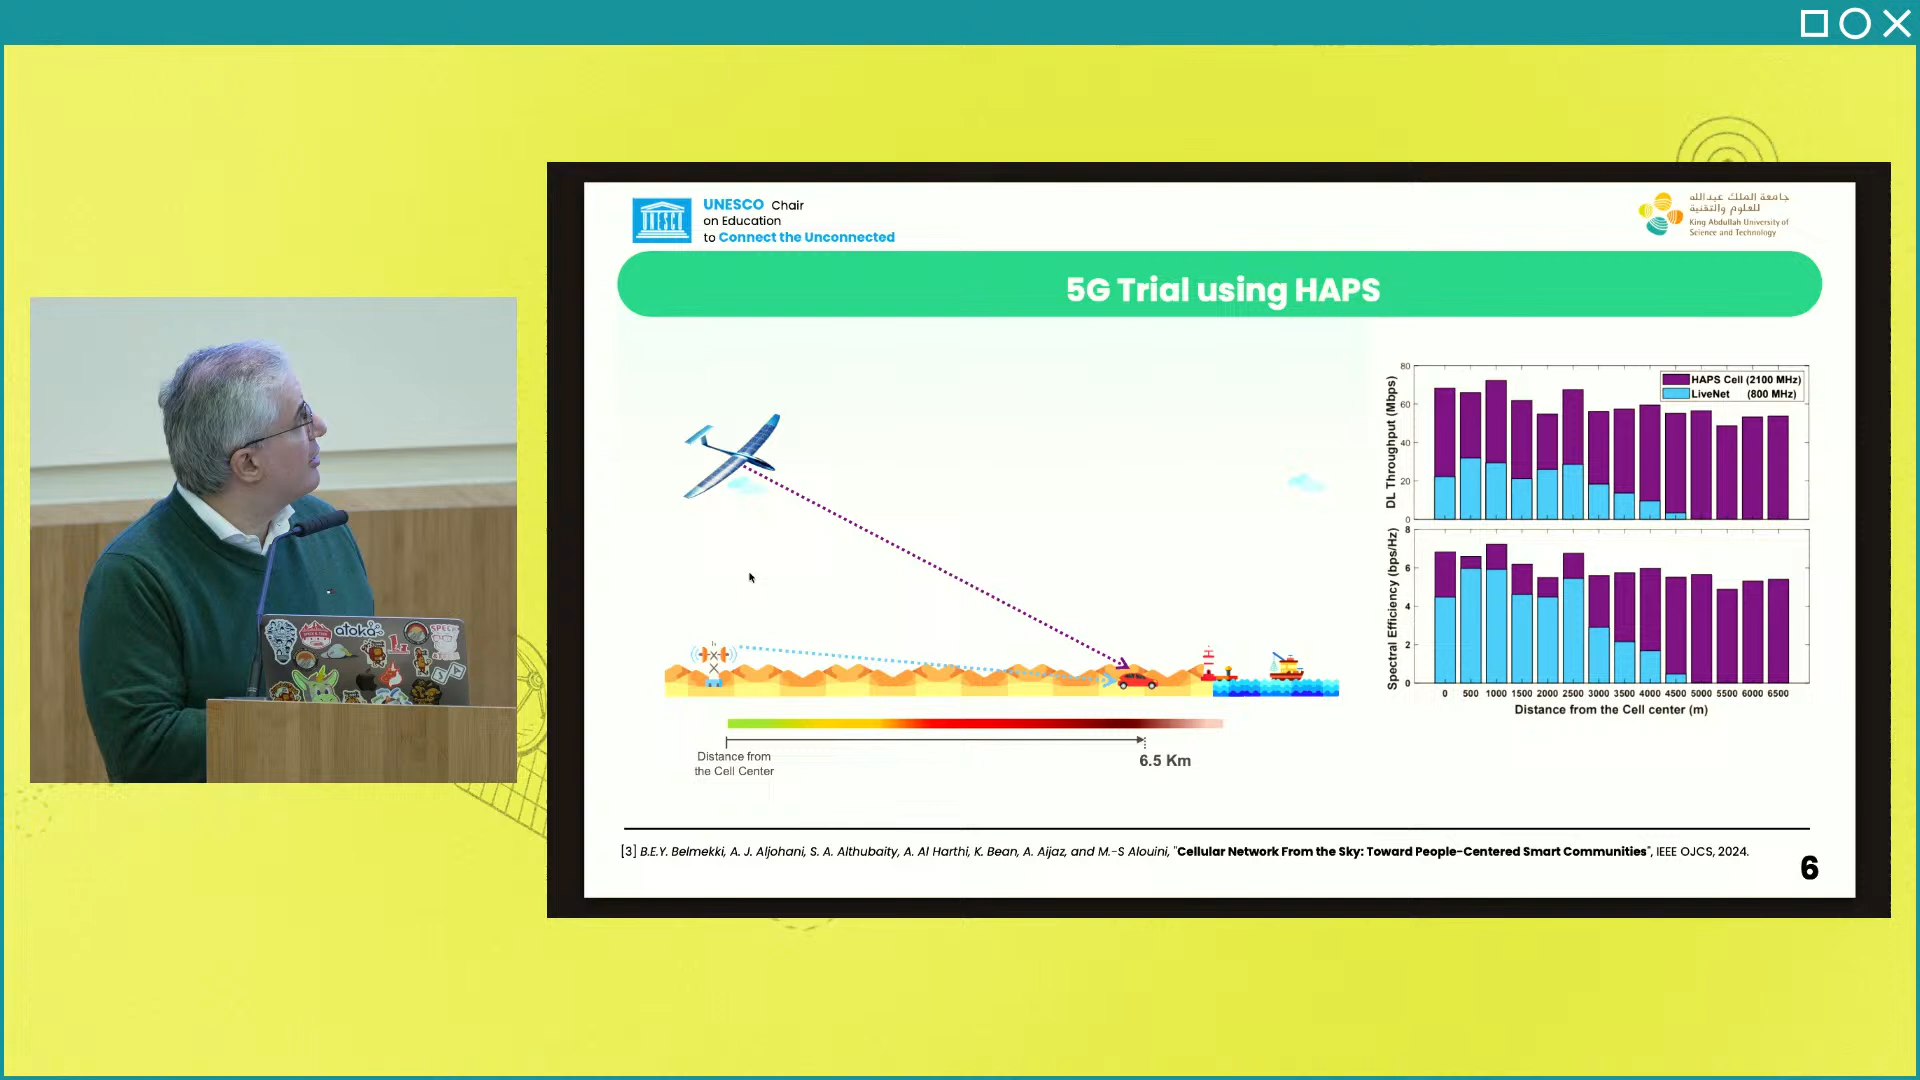 UNESCO Chair
on Education
to Connect the Unconnected
جامعة الملك عبدالله
للعلوم والتقنية
King Abdullah University of
Science and Technology
5G Trial using HAPS
Distance from
the Cell Center
6.5 Km
DL Throughput (Mbps)
80
60
40
20
0
HAPS Cell (2100 MHz)
LiveNet (800 MHz)
Spectral Efficiency (bps/Hz)
8
6
4
2
0
0 500 1000 1500 2000 2500 3000 3500 4000 4500 5000 5500 6000 6500
Distance from the Cell center (m)
[3] B.E.Y. Belmekki, A. J. Aljohani, S. A. Althubaity, A. Al Harthi, K. Bean, A. Aijaz, and M.-S Alouini, "Cellular Network From the Sky: Toward People-Centered Smart Communities", IEEE OJCS, 2024.
6
atoka